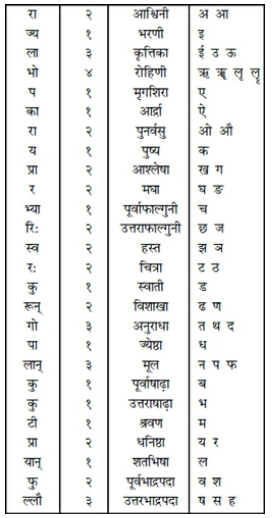 रा २ आश्विनी अ आ
ज्य १ भरणी इ
ला ३ कृत्तिका ई उ ऊ
भो ४ रोहिणी ऋ ॠ लृ लॄ
प १ मृगशिरा ए
का १ आर्द्रा ऐ
रा २ पुनर्वसु ओ औ
य १ पुष्य क
प्रा २ आश्लेषा ख ग
र २ मघा घ ङ
भ्या १ पूर्वाफाल्गुनी च
रि: २ उत्तराफाल्गुनी छ ज
स्व २ हस्त झ ञ
र: २ चित्रा ट ठ
कु १ स्वाती ड
रून् २ विशाखा ढ ण
गो ३ अनुराधा त थ द
पा १ ज्येष्ठा ध
लान् ३ मूल न प फ
कु १ पूर्वाषाढ़ा ब
कु १ उत्तराषाढ़ा भ
टी १ श्रवण म
प्रा २ धनिष्ठा य र
यान् १ शतभिषा ल
फु २ पूर्वभाद्रपदा व श
ल्लौ ३ उत्तरभाद्रपदा ष स ह